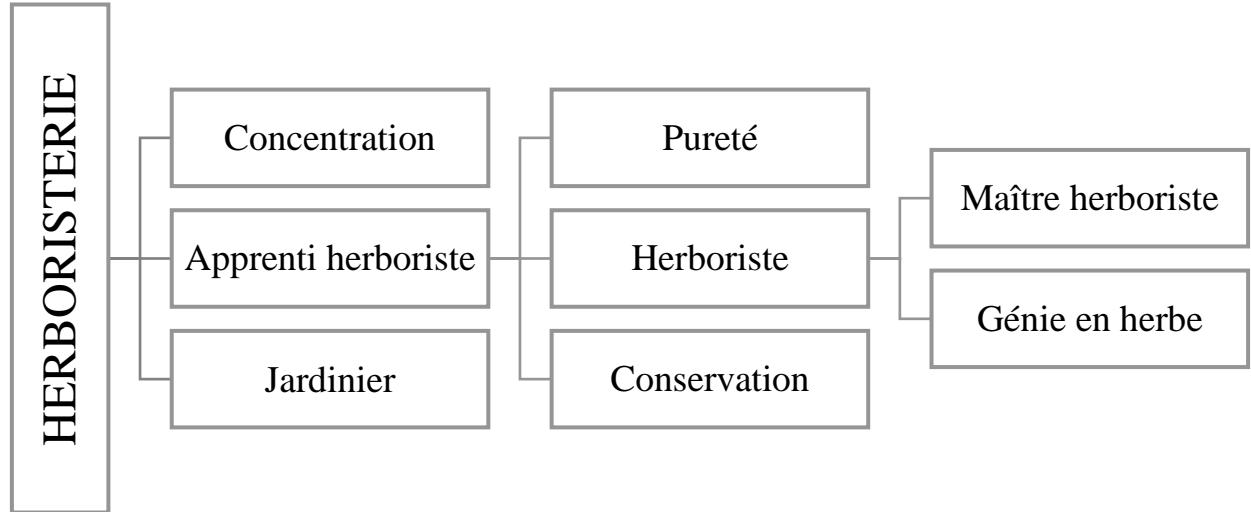 HERBORISTERIE
Concentration
Apprenti herboriste
Jardinier
Pureté
Herboriste
Conservation
Maître herboriste
Génie en herbe